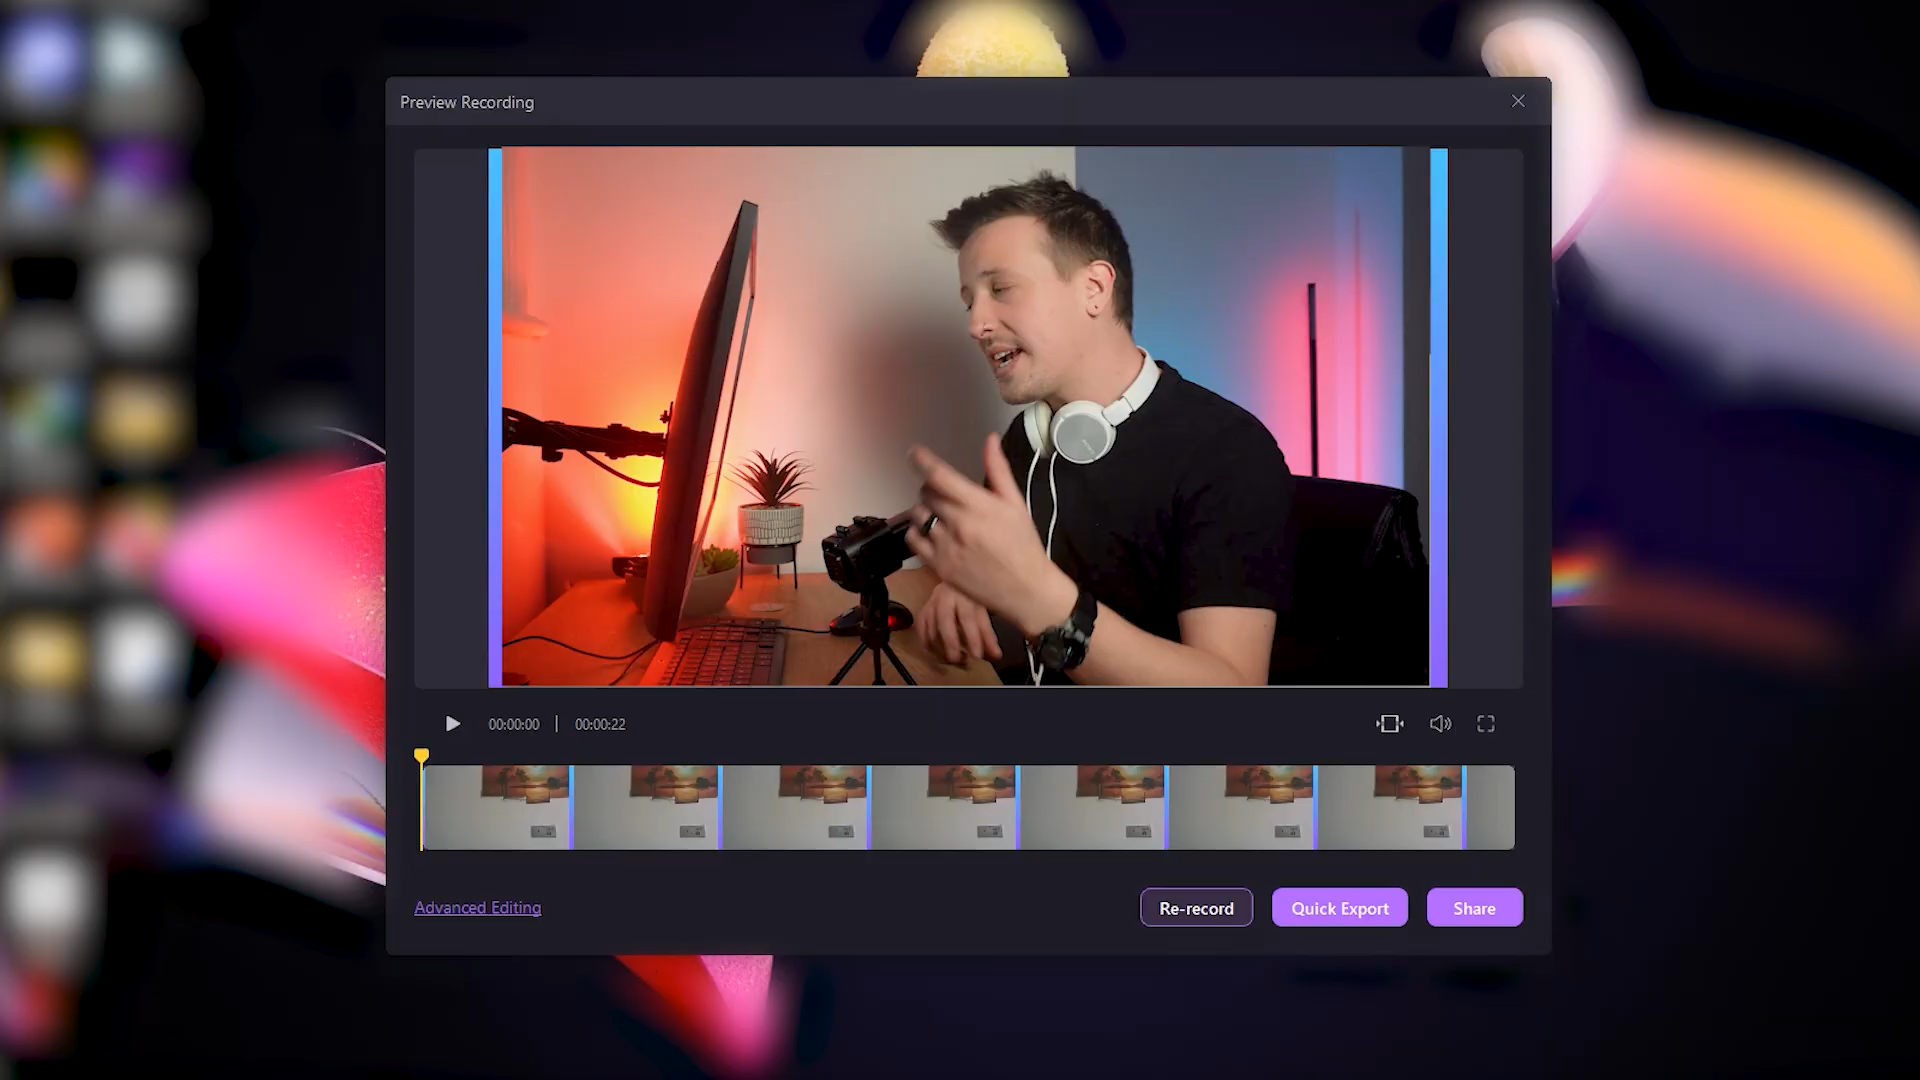 Preview Recording
00:00:00 | 00:00:22
Advanced Editing
Re-record
Quick Export
Share